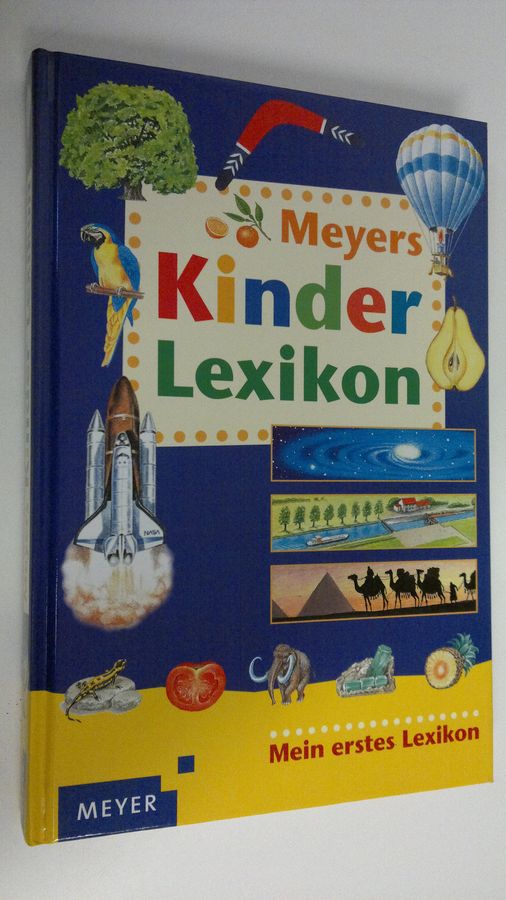 Meyers
Kinder
Lexikon
NASA
Mein erstes Lexikon
MEYER